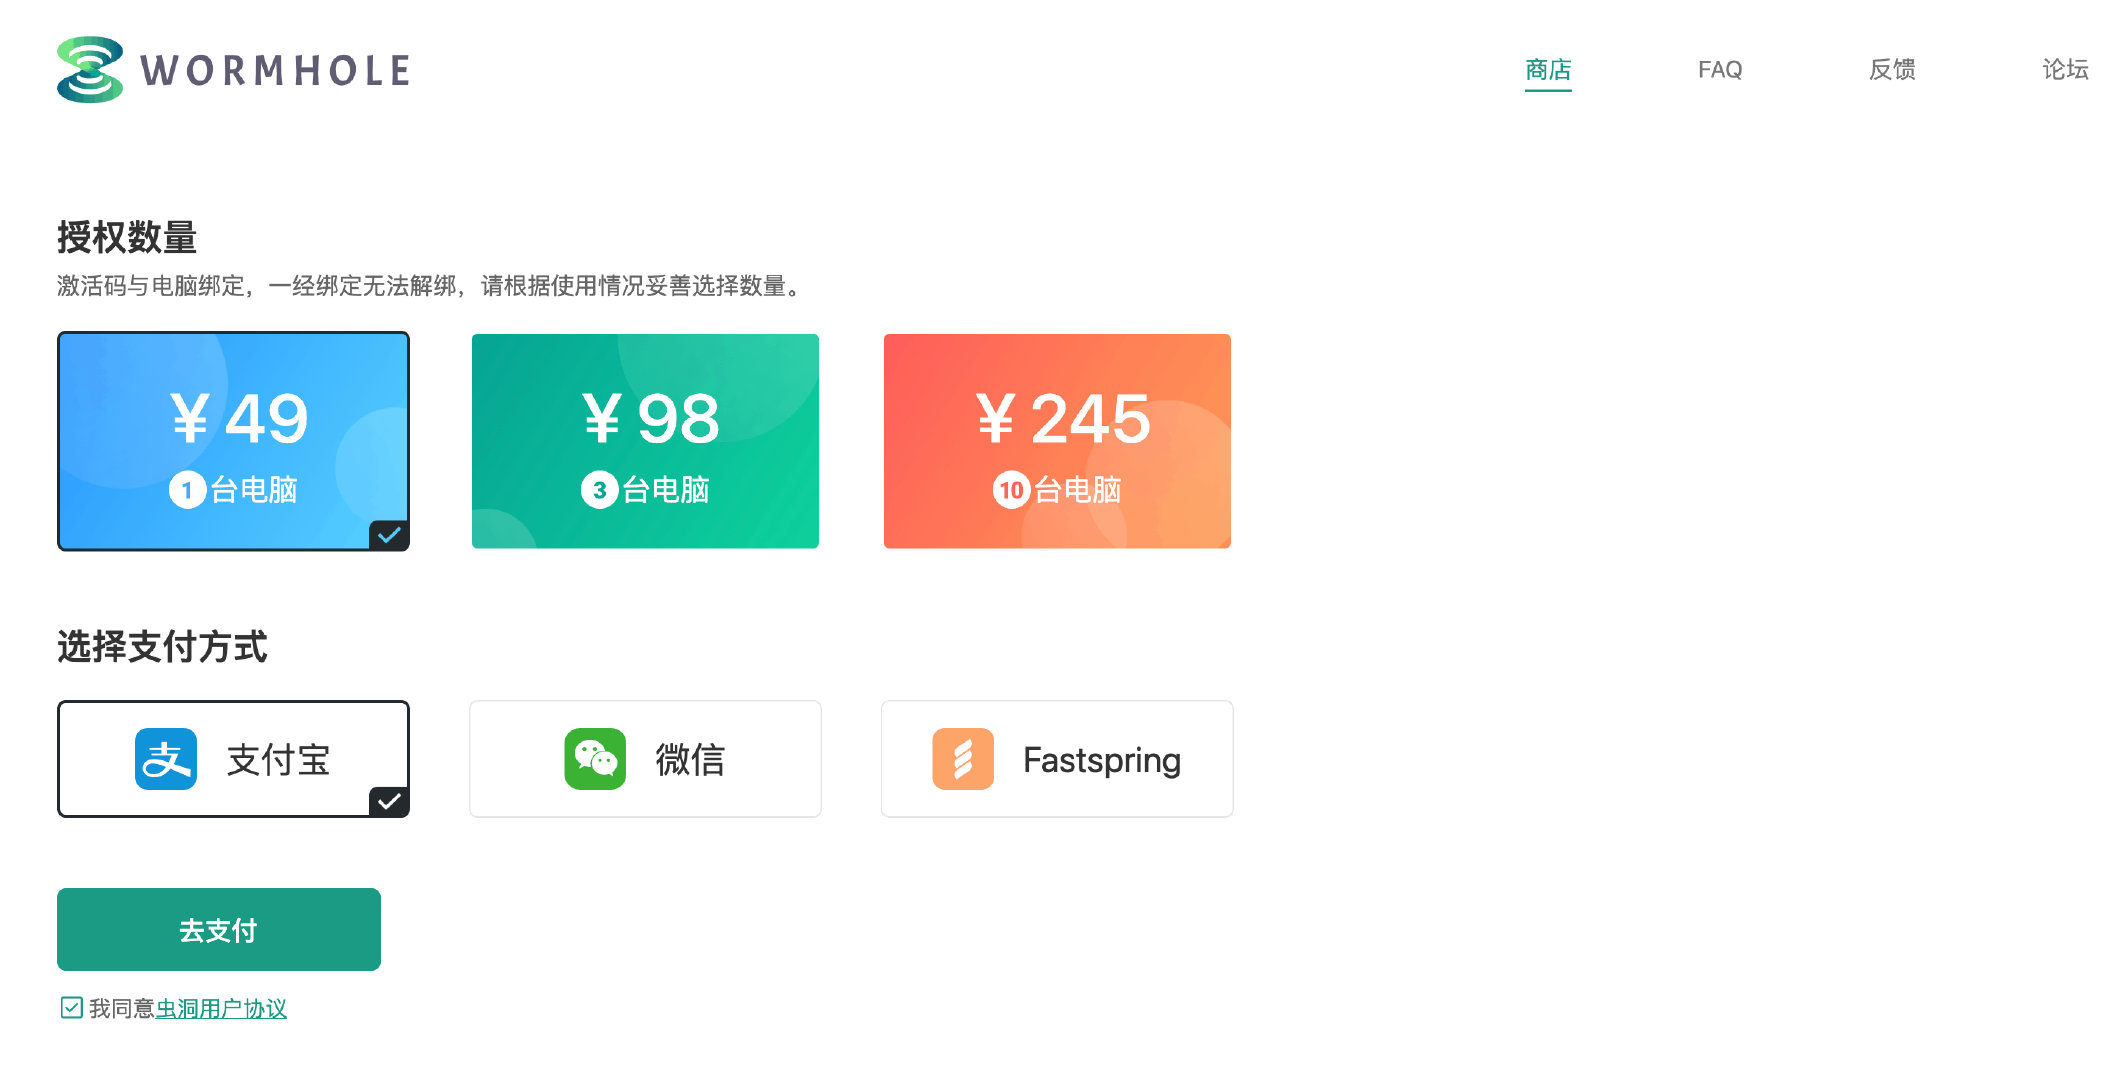 WORMHOLE
商店 FAQ 反馈 论坛
授权数量
激活码与电脑绑定，一经绑定无法解绑，请根据使用情况妥善选择数量。
¥ 49
1 台电脑
¥ 98
3 台电脑
¥ 245
10 台电脑
选择支付方式
支 支付宝
微信
Fastspring
去支付
我同意虫洞用户协议